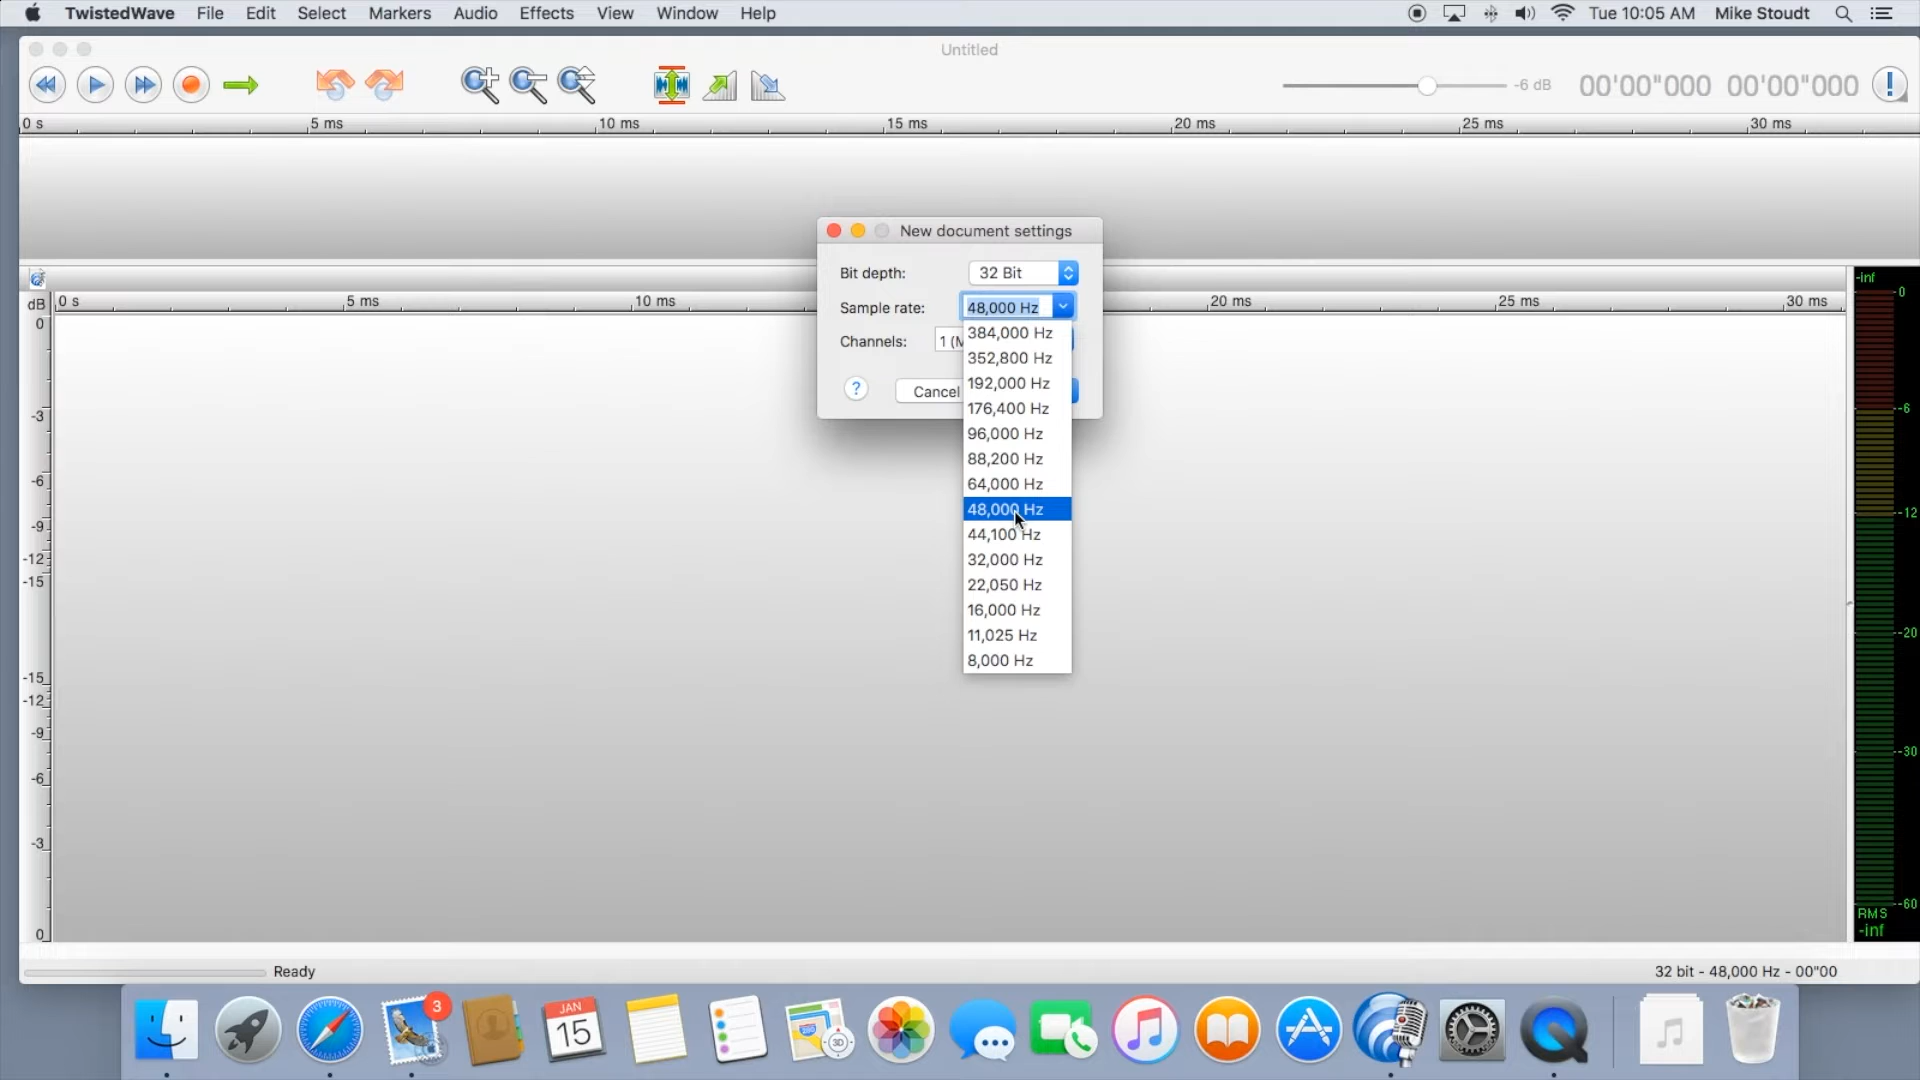 TwistedWave File Edit Select Markers Audio Effects View Window Help Tue 10:05 AM Mike Stoudt
Untitled
-6 dB 00'00"000 00'00"000
0 s 5 ms 10 ms 15 ms 20 ms 25 ms 30 ms
New document settings
Bit depth: 32 Bit
Sample rate: 48,000 Hz
384,000 Hz
352,800 Hz
192,000 Hz
176,400 Hz
96,000 Hz
88,200 Hz
64,000 Hz
48,000 Hz
44,100 Hz
32,000 Hz
22,050 Hz
16,000 Hz
11,025 Hz
8,000 Hz
Channels: 1 (M
? Cancel
dB 0 s 5 ms 10 ms 20 ms 25 ms 30 ms
0
-3
-6
-9
-12
-15
-15
-12
-9
-6
-3
0
-inf
0
-6
-12
-20
-30
-60
RMS
-inf
Ready 32 bit - 48,000 Hz - 00"00
3
JAN
15
280
3D